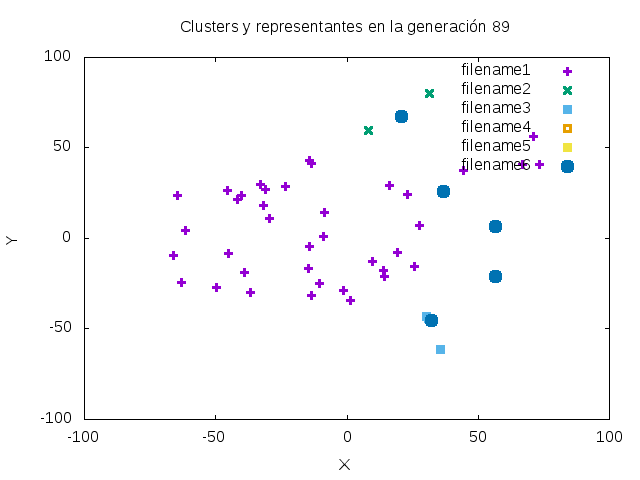 Clusters y representantes en la generación 89
100
50
0
-50
-100
-100
-50
0
50
100
Y
X
filename1
filename2
filename3
filename4
filename5
filename6